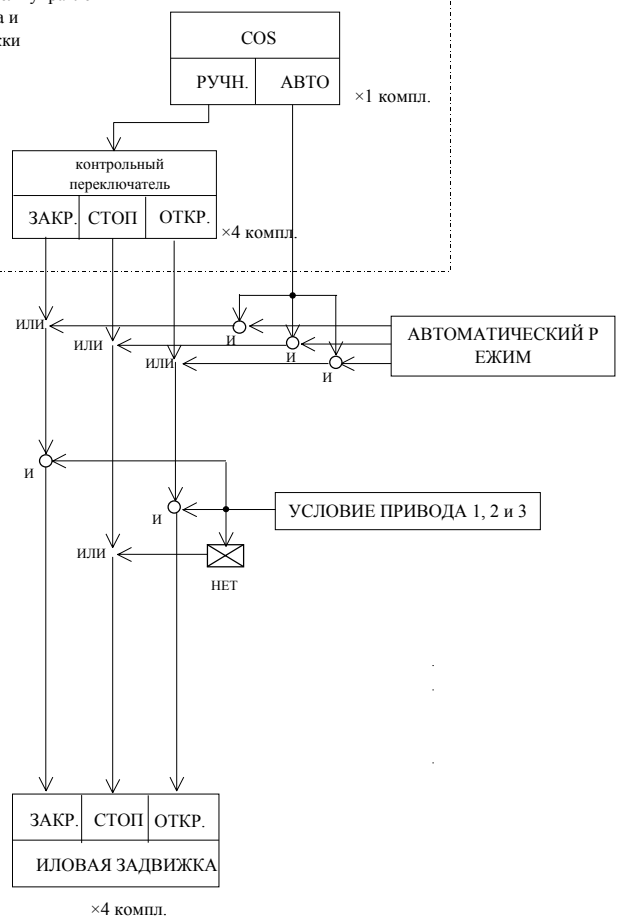 а и
жки
COS
РУЧН. АВТО
×1 компл.
контрольный
переключатель
ЗАКР. СТОП ОТКР.
×4 компл.
ИЛИ
ИЛИ
ИЛИ
И
И
И
АВТОМАТИЧЕСКИЙ Р
ЕЖИМ
И
И
УСЛОВИЕ ПРИВОДА 1, 2 и 3
ИЛИ
НЕТ
ЗАКР. СТОП ОТКР.
ИЛОВАЯ ЗАДВИЖКА
×4 компл.